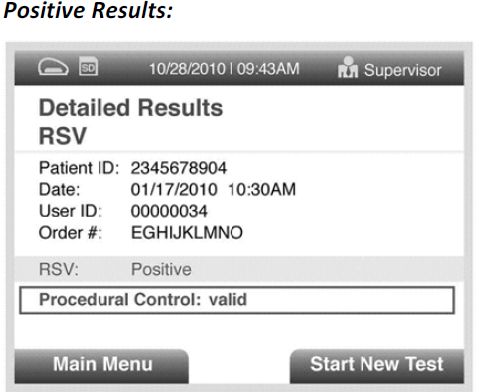 Positive Results:
SD 10/28/2010 | 09:43AM Supervisor
Detailed Results
RSV
Patient ID: 2345678904
Date: 01/17/2010 10:30AM
User ID: 00000034
Order #: EGHIJKLMNO
RSV: Positive
Procedural Control: valid
Main Menu Start New Test